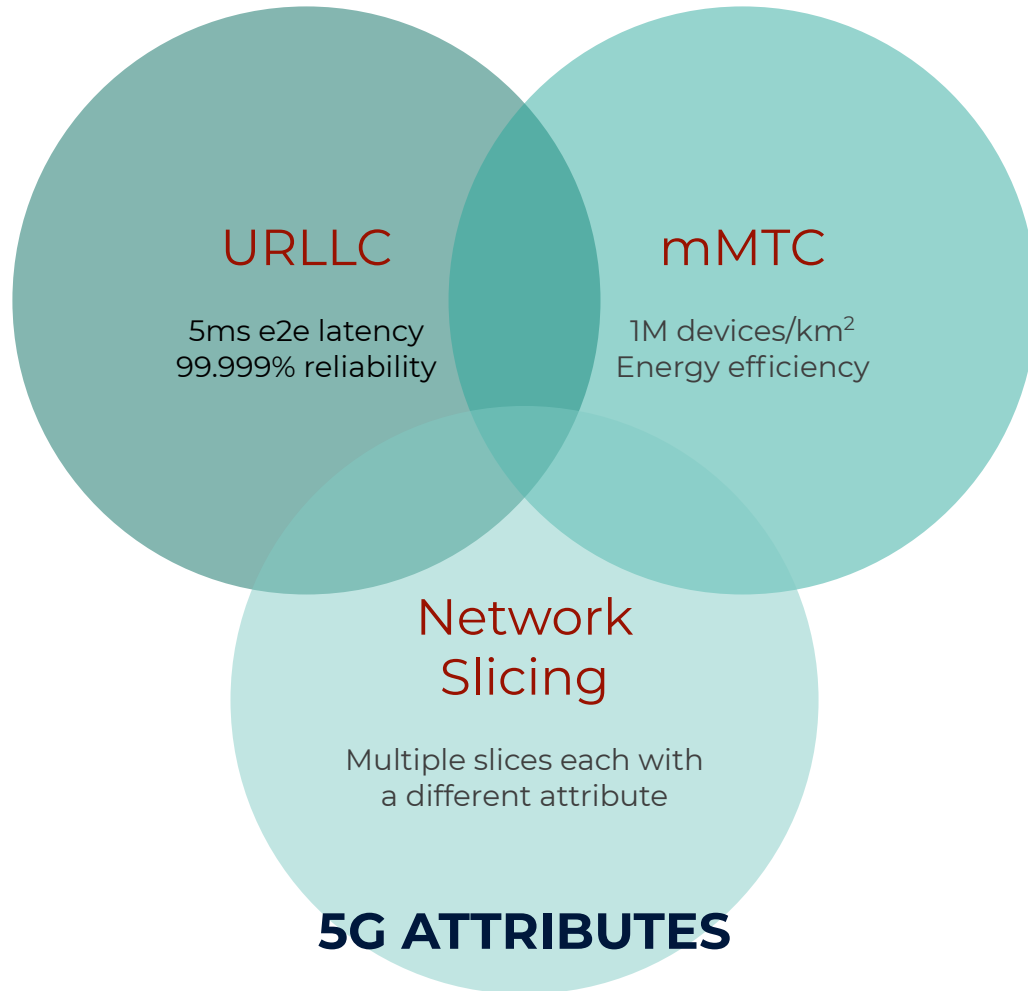 URLLC
5ms e2e latency
99.999% reliability
mMTC
1M devices/km²
Energy efficiency
Network
Slicing
Multiple slices each with
a different attribute
5G ATTRIBUTES